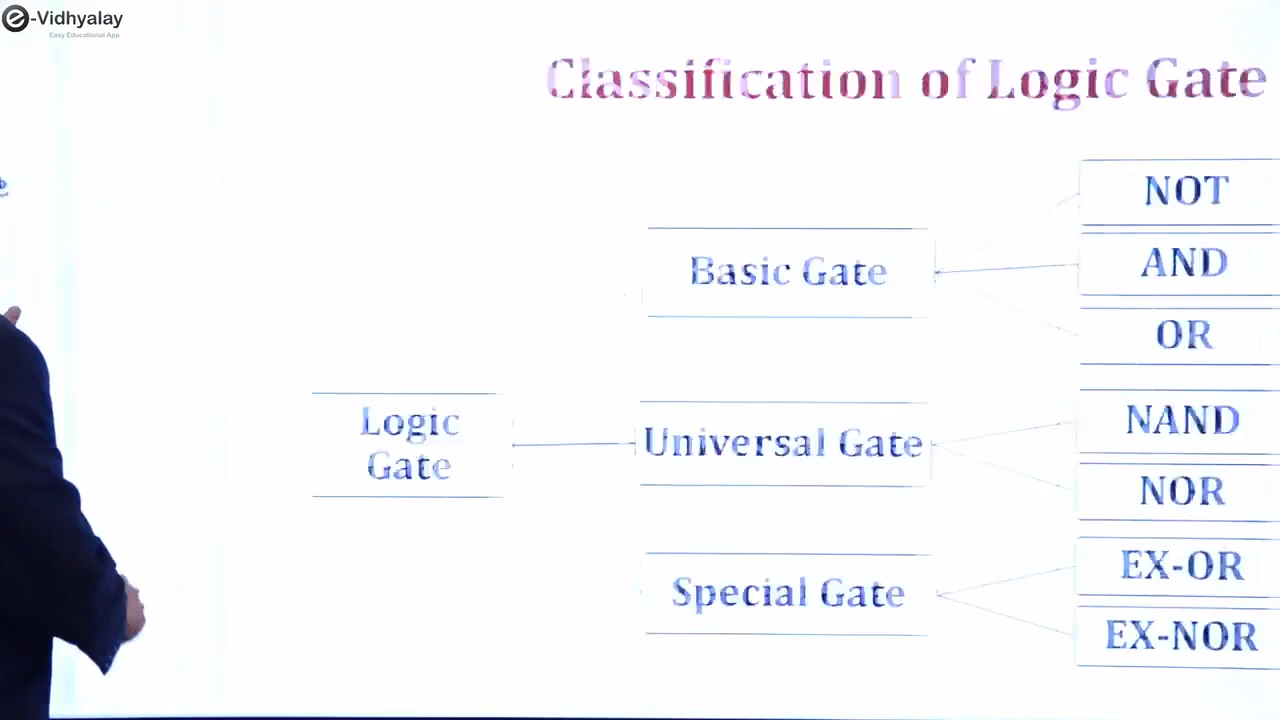 e-Vidhyalay
Easy Educational App
Classification of Logic Gate
NOT
Basic Gate
AND
OR
Logic
Gate
Universal Gate
NAND
NOR
Special Gate
EX-OR
EX-NOR